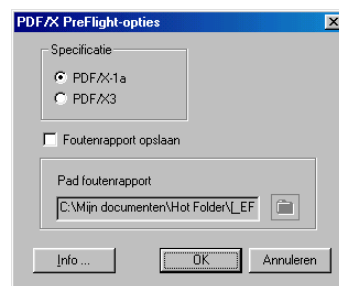 PDF/X PreFlight-opties
Specificatie
PDF/X-1a
PDF/X3
Foutenrapport opslaan
Pad foutenrapport
C:\Mijn documenten\Hot Folder\[_EF
Info ...
OK
Annuleren